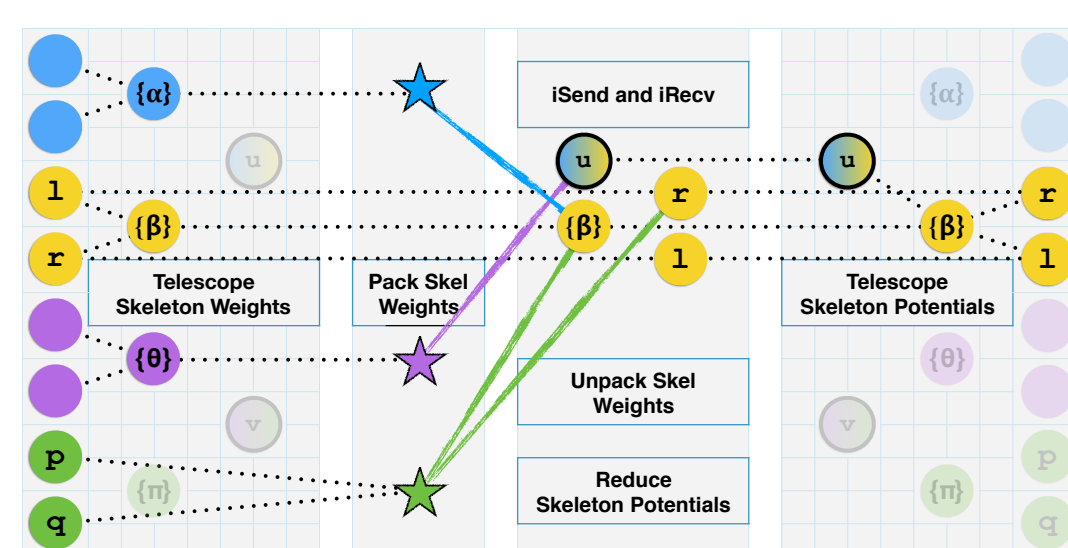 {α}
iSend and iRecv
{α}
u
u
u
l
r
r
{β}
{β}
{β}
r
l
l
Telescope
Skeleton Weights
Pack Skel
Weights
Telescope
Skeleton Potentials
{θ}
{θ}
Unpack Skel
Weights
v
v
p
p
{π}
Reduce
Skeleton Potentials
{π}
q
q